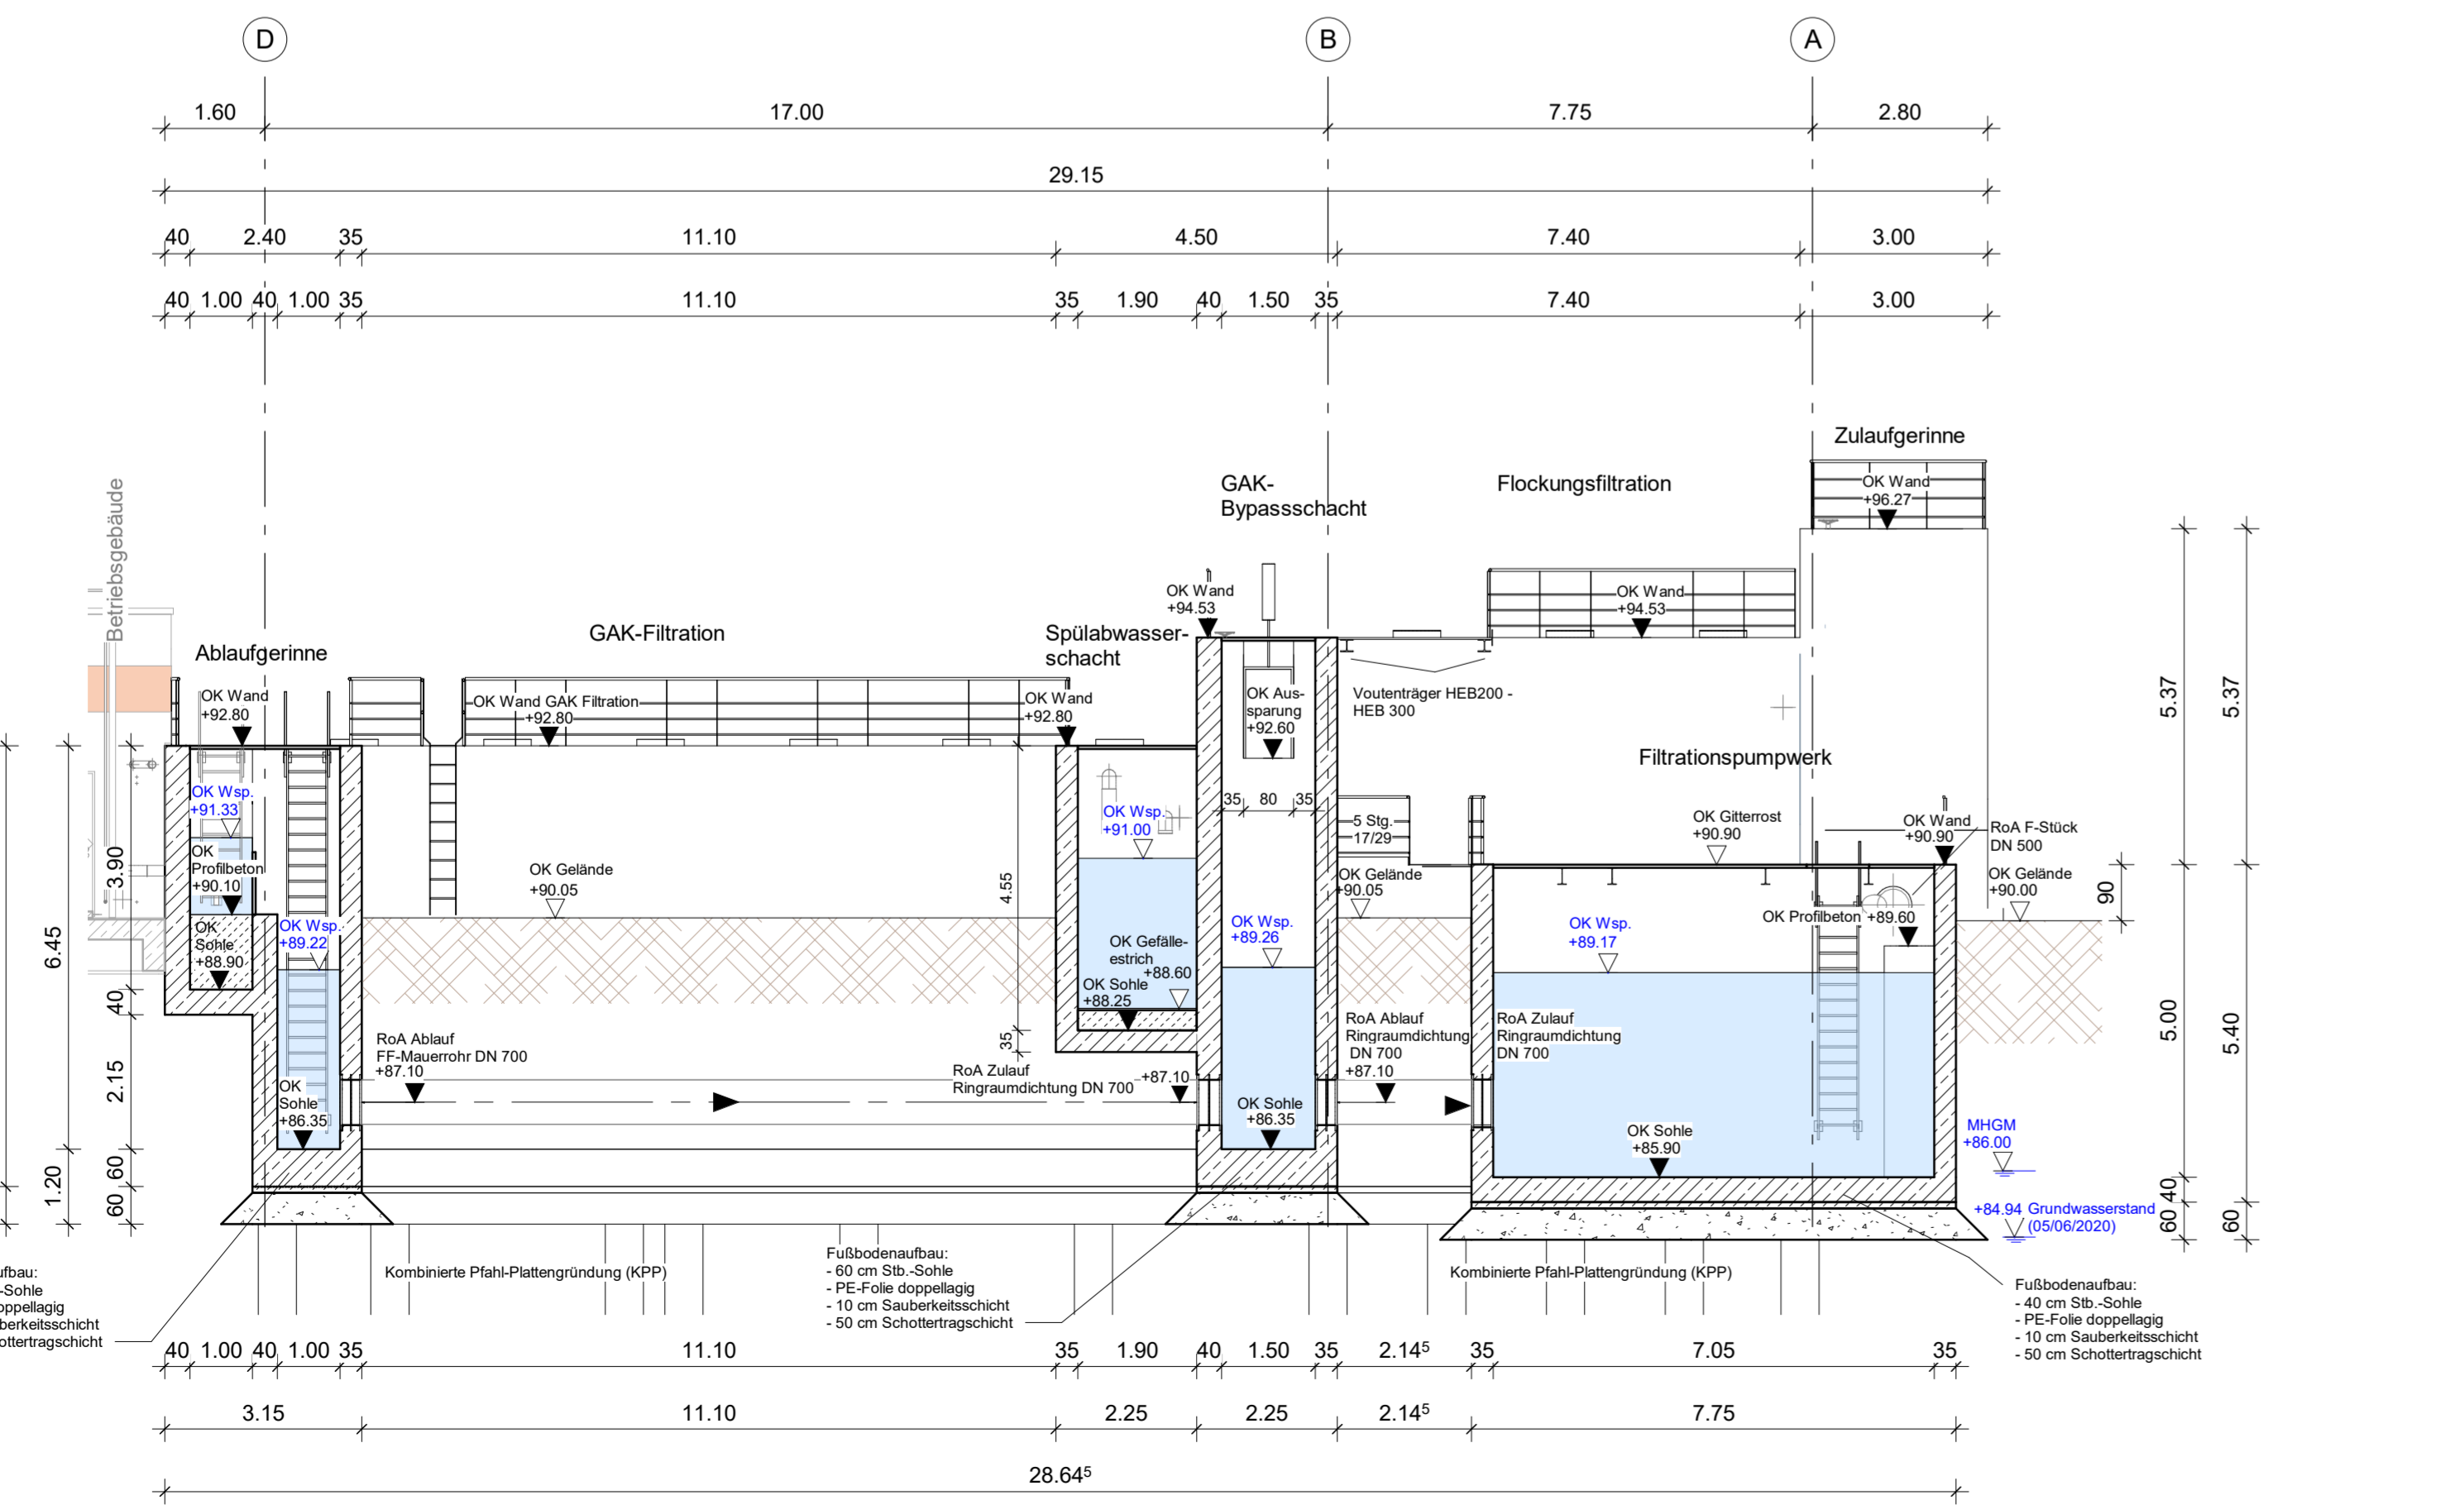 D
B
A
1.60
17.00
7.75
2.80
29.15
40
2.40
35
11.10
4.50
7.40
3.00
40
1.00
40
1.00
35
11.10
35
1.90
40
1.50
35
7.40
3.00
Zulaufgerinne
OK Wand
+96.27
GAK-
Bypassschacht
Flockungsfiltration
Betriebsgebäude
Ablaufgerinne
GAK-Filtration
Spülabwasser-
schacht
OK Wand
+94.53
OK Wand
+94.53
OK Wand
+92.80
OK Wand GAK Filtration
+92.80
OK Wand
+92.80
OK Aus-
sparung
+92.60
Voutenträger HEB200 -
HEB 300
Filtrationspumpwerk
5.37
5.37
OK Wsp.
+91.33
OK
Profilbeton
+90.10
OK
Sohle
+88.90
OK Wsp.
+89.22
OK
Sohle
+86.35
OK Gelände
+90.05
4.55
35
OK Wsp.
+91.00
OK Gefälle-
estrich
+88.60
OK Sohle
+88.25
35
80
35
OK Wsp.
+89.26
OK Sohle
+86.35
5 Stg.
17/29
OK Gelände
+90.05
OK Gitterrost
+90.90
OK Wand
+90.90
RoA F-Stück
DN 500
OK Gelände
+90.00
90
OK Profilbeton +89.60
OK Wsp.
+89.17
OK Sohle
+85.90
RoA Ablauf
FF-Mauerrohr DN 700
+87.10
RoA Zulauf
Ringraumdichtung DN 700
+87.10
RoA Ablauf
Ringraumdichtung
DN 700
+87.10
RoA Zulauf
Ringraumdichtung
DN 700
MHGM
+86.00
+84.94 Grundwasserstand
(05/06/2020)
6.45
1.20
3.90
40
2.15
60
60
5.00
40
60
5.40
60
Kombinierte Pfahl-Plattengründung (KPP)
Kombinierte Pfahl-Plattengründung (KPP)
ufbau:
-Sohle
oppellagig
berkeitsschicht
ottertragschicht
Fußbodenaufbau:
- 60 cm Stb.-Sohle
- PE-Folie doppellagig
- 10 cm Sauberkeitsschicht
- 50 cm Schottertragschicht
Fußbodenaufbau:
- 40 cm Stb.-Sohle
- PE-Folie doppellagig
- 10 cm Sauberkeitsschicht
- 50 cm Schottertragschicht
40
1.00
40
1.00
35
11.10
35
1.90
40
1.50
35
2.14⁵
35
7.05
35
3.15
11.10
2.25
2.25
2.14⁵
7.75
28.64⁵